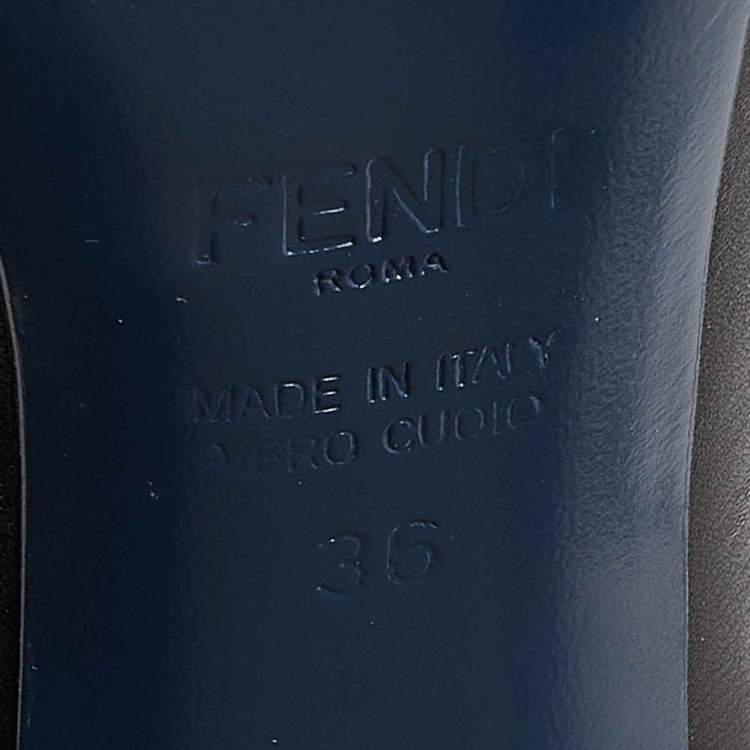 FENDI
ROMA
MADE IN ITALY
VERO CUOIO
36